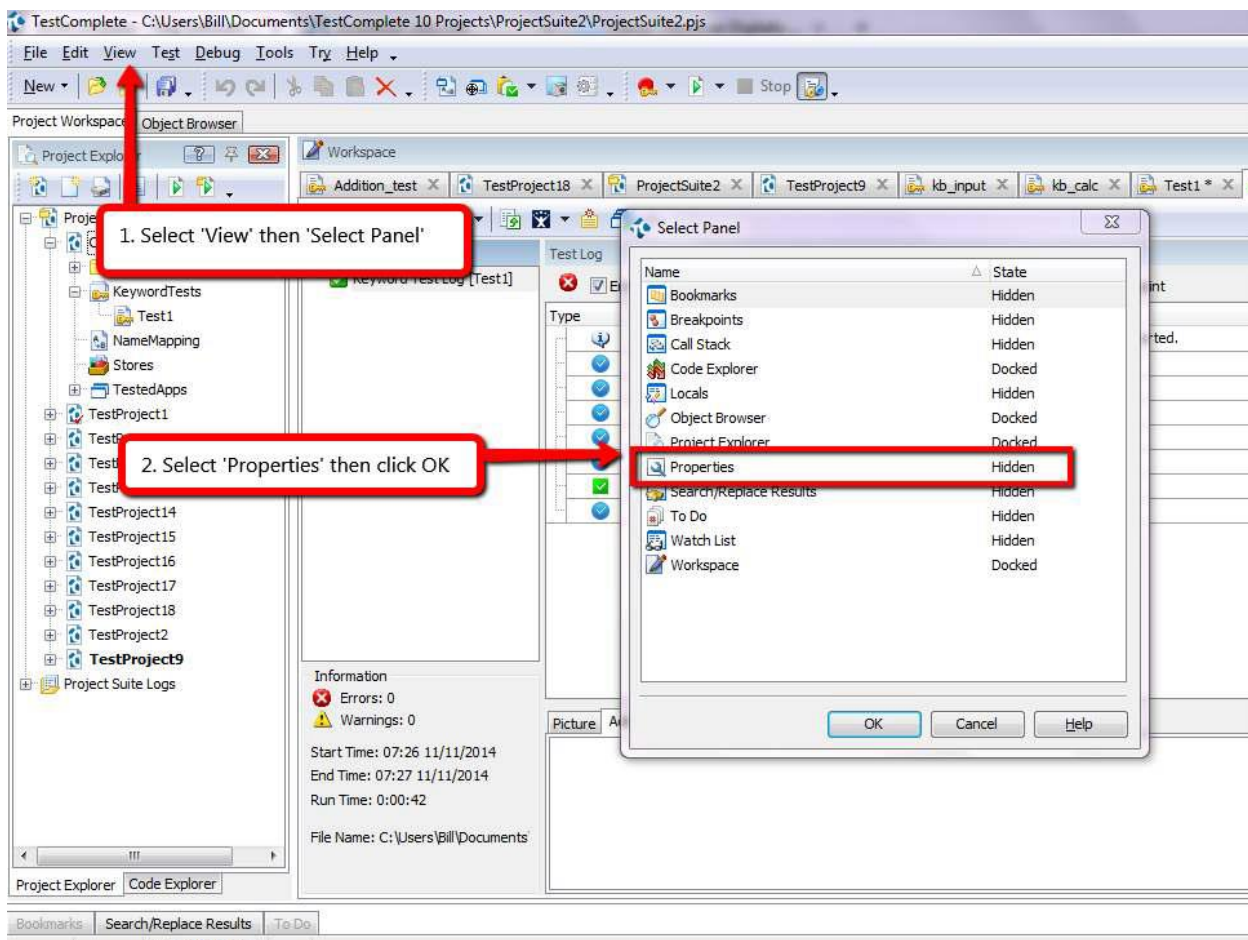 TestComplete - C:\Users\Bill\Documents\TestComplete 10 Projects\ProjectSuite2\ProjectSuite2.pjs
File Edit View Test Debug Tools Try Help
New Stop
Project Workspace Object Browser
Project Explorer
Workspace
Addition_test TestProject18 ProjectSuite2 TestProject9 kb_input kb_calc Test1 *
1. Select 'View' then 'Select Panel'
KeywordTests
Test1
NameMapping
Stores
TestedApps
TestProject1
2. Select 'Properties' then click OK
TestProject14
TestProject15
TestProject16
TestProject17
TestProject18
TestProject2
TestProject9
Project Suite Logs
Project Explorer Code Explorer
Keyword Test Log [Test1]
Information
Errors: 0
Warnings: 0
Start Time: 07:26 11/11/2014
End Time: 07:27 11/11/2014
Run Time: 0:00:42
File Name: C:\Users\Bill\Documents
Test Log
Type
Picture
Select Panel
Name State
Bookmarks Hidden
Breakpoints Hidden
Call Stack Hidden
Code Explorer Docked
Locals Hidden
Object Browser Docked
Project Explorer Docked
Properties Hidden
Search/Replace Results Hidden
To Do Hidden
Watch List Hidden
Workspace Docked
OK Cancel Help
Bookmarks Search/Replace Results To Do